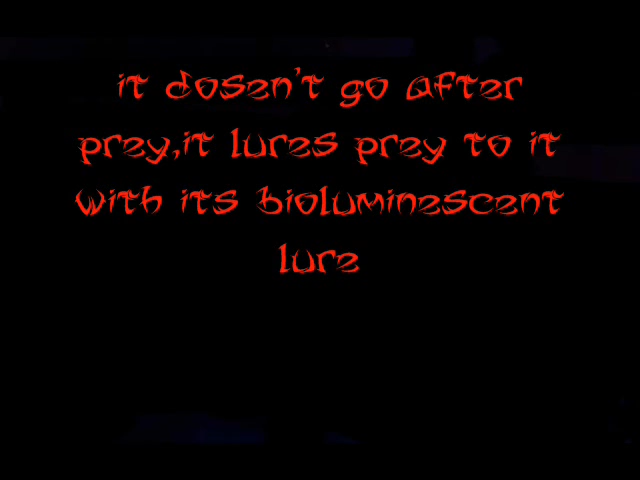 it dosen't go after
prey,it lures prey to it
with its bioluminescent
lure